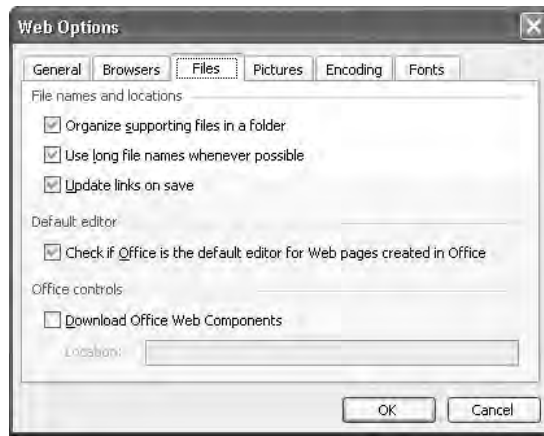 Web Options
General Browsers Files Pictures Encoding Fonts
File names and locations
Organize supporting files in a folder
Use long file names whenever possible
Update links on save
Default editor
Check if Office is the default editor for Web pages created in Office
Office controls
Download Office Web Components
Location:
OK Cancel